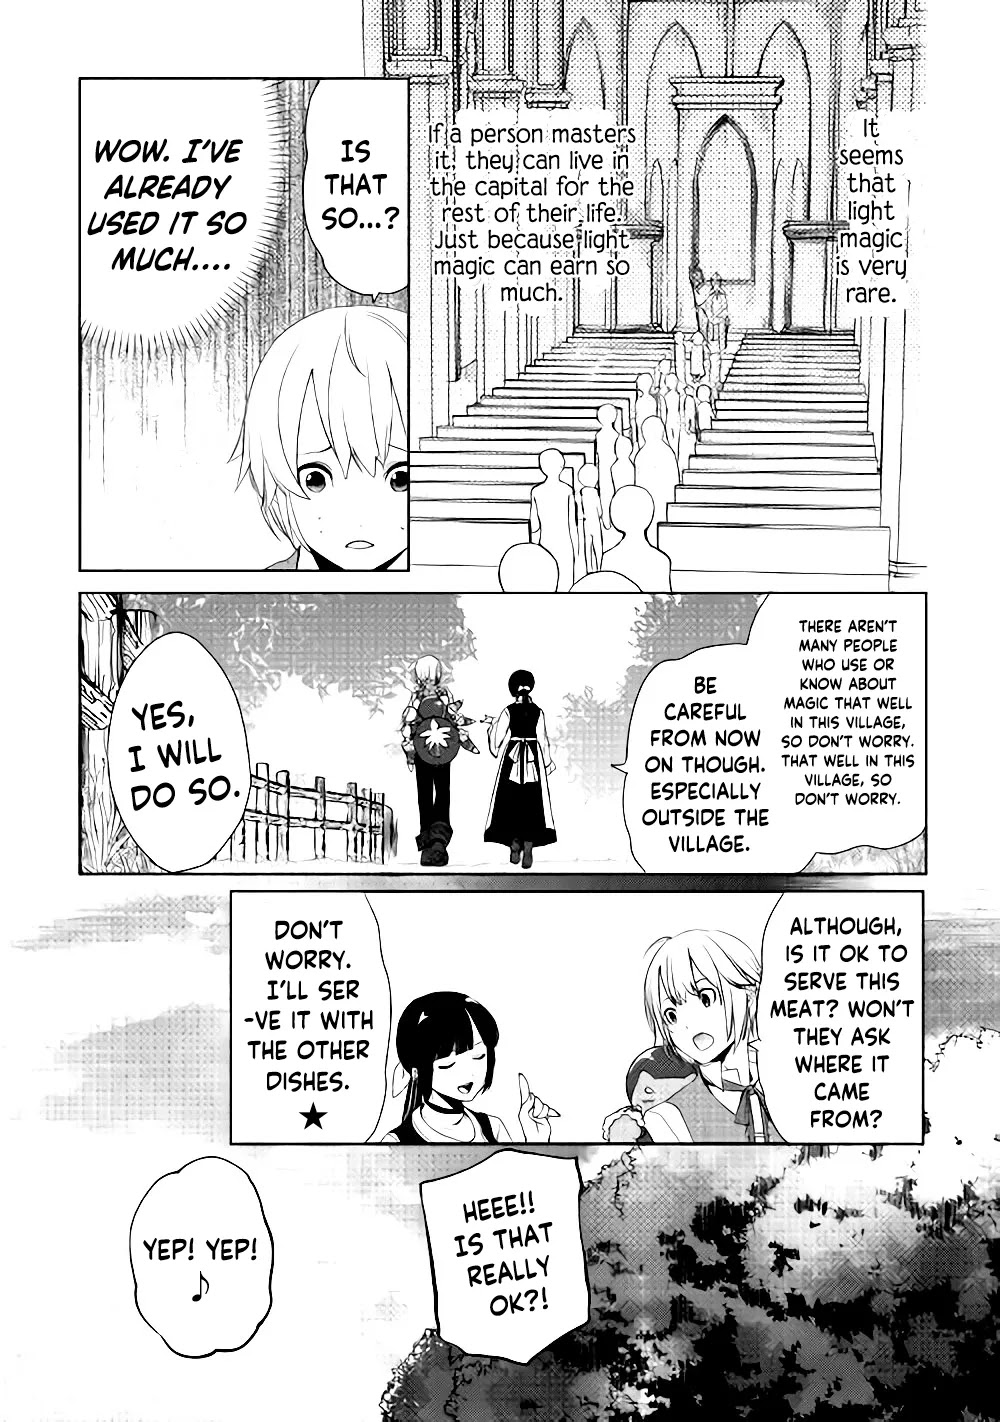 It
seems
that
light
magic
is very
rare.
If a person masters
it, they can live in
the capital for the
rest of their life.
Just because light
magic can earn so
much.
IS
THAT
SO...?
WOW. I'VE
ALREADY
USED IT SO
MUCH....
THERE AREN'T
MANY PEOPLE
WHO USE OR
KNOW ABOUT
MAGIC THAT WELL
IN THIS VILLAGE,
SO DON'T WORRY.
THAT WELL IN THIS
VILLAGE, SO
DON'T WORRY.
BE
CAREFUL
FROM NOW
ON THOUGH.
ESPECIALLY
OUTSIDE THE
VILLAGE.
YES,
I WILL
DO SO.
ALTHOUGH,
IS IT OK TO
SERVE THIS
MEAT? WON'T
THEY ASK
WHERE IT
CAME
FROM?
DON'T
WORRY.
I'LL SER
-VE IT WITH
THE OTHER
DISHES.
★
HEEE!!
IS THAT
REALLY
OK?!
YEP! YEP!
♪